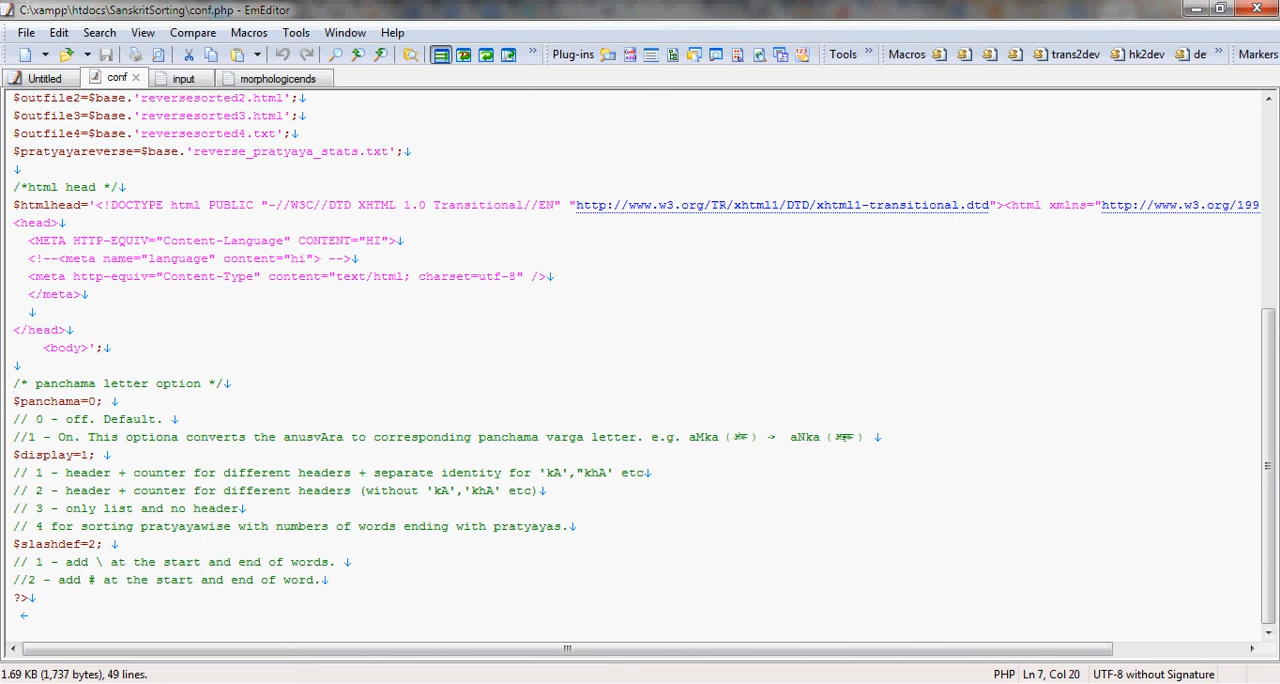 C:\xampp\htdocs\SanskritSorting\conf.php - EmEditor
File Edit Search View Compare Macros Tools Window Help
» Plug-ins Tools » Macros trans2dev hk2dev de » Markers
Untitled conf × input morphologicends
$outfile2=$base.'reversesorted2.html';↓
$outfile3=$base.'reversesorted3.html';↓
$outfile4=$base.'reversesorted4.txt';↓
$pratyayareverse=$base.'reverse_pratyaya_stats.txt';↓
↓
/*html head */↓
$htmlhead='<!DOCTYPE html PUBLIC "-//W3C//DTD XHTML 1.0 Transitional//EN" "http://www.w3.org/TR/xhtml1/DTD/xhtml1-transitional.dtd"><html xmlns="http://www.w3.org/199
<head>↓
<META HTTP-EQUIV="Content-Language" CONTENT="HI">↓
<!--<meta name="language" content="hi"> -->↓
<meta http-equiv="Content-Type" content="text/html; charset=utf-8" />↓
</meta>↓
↓
</head>↓
<body>';↓
↓
/* panchama letter option */↓
$panchama=0; ↓
// 0 - off. Default. ↓
//1 - On. This optiona converts the anusvAra to corresponding panchama varga letter. e.g. aMka (अंक) -> aNka (अङ्क) ↓
$display=1; ↓
// 1 - header + counter for different headers + separate identity for 'kA',"khA' etc↓
// 2 - header + counter for different headers (without 'kA','khA' etc)↓
// 3 - only list and no header↓
// 4 for sorting pratyayawise with numbers of words ending with pratyayas.↓
$slashdef=2; ↓
// 1 - add \ at the start and end of words. ↓
//2 - add # at the start and end of word.↓
?>↓
←
1.69 KB (1,737 bytes), 49 lines. PHP Ln 7, Col 20 UTF-8 without Signature